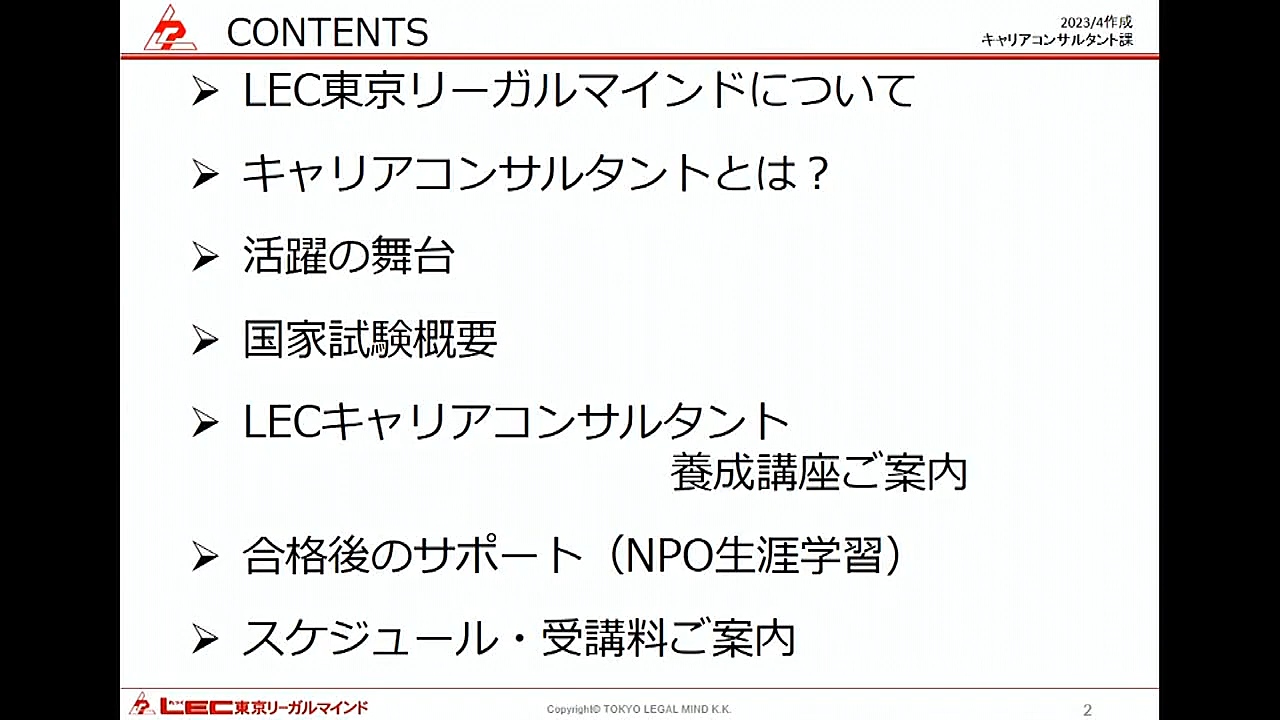 CONTENTS
2023/4作成
キャリアコンサルタント課
➢ LEC東京リーガルマインドについて
➢ キャリアコンサルタントとは？
➢ 活躍の舞台
➢ 国家試験概要
➢ LECキャリアコンサルタント
養成講座ご案内
➢ 合格後のサポート（NPO生涯学習）
➢ スケジュール・受講料ご案内
LEC東京リーガルマインド
Copyright© TOKYO LEGAL MIND K.K.
2